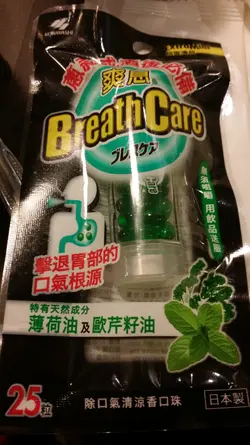 KOBAYASHI
爽息
Breath Care
ブレスケア
擊退胃部的
口氣根源
特有天然成分
薄荷油及歐芹籽油
25粒
除口氣清涼香口珠
日本製